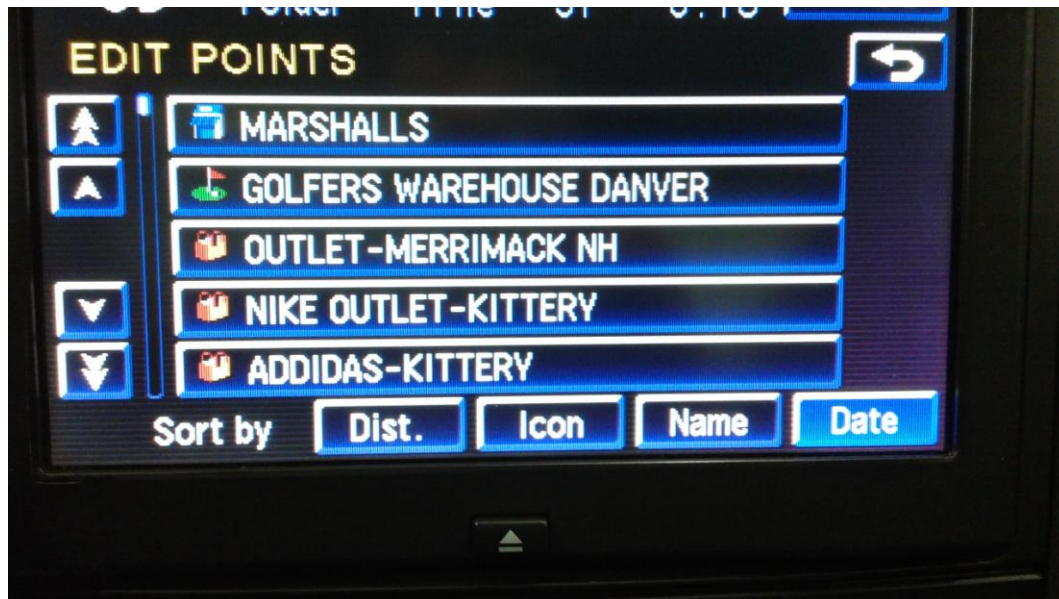 Folder
EDIT POINTS
MARSHALLS
GOLFERS WAREHOUSE DANVER
OUTLET-MERRIMACK NH
NIKE OUTLET-KITTERY
ADDIDAS-KITTERY
Sort by Dist. Icon Name Date